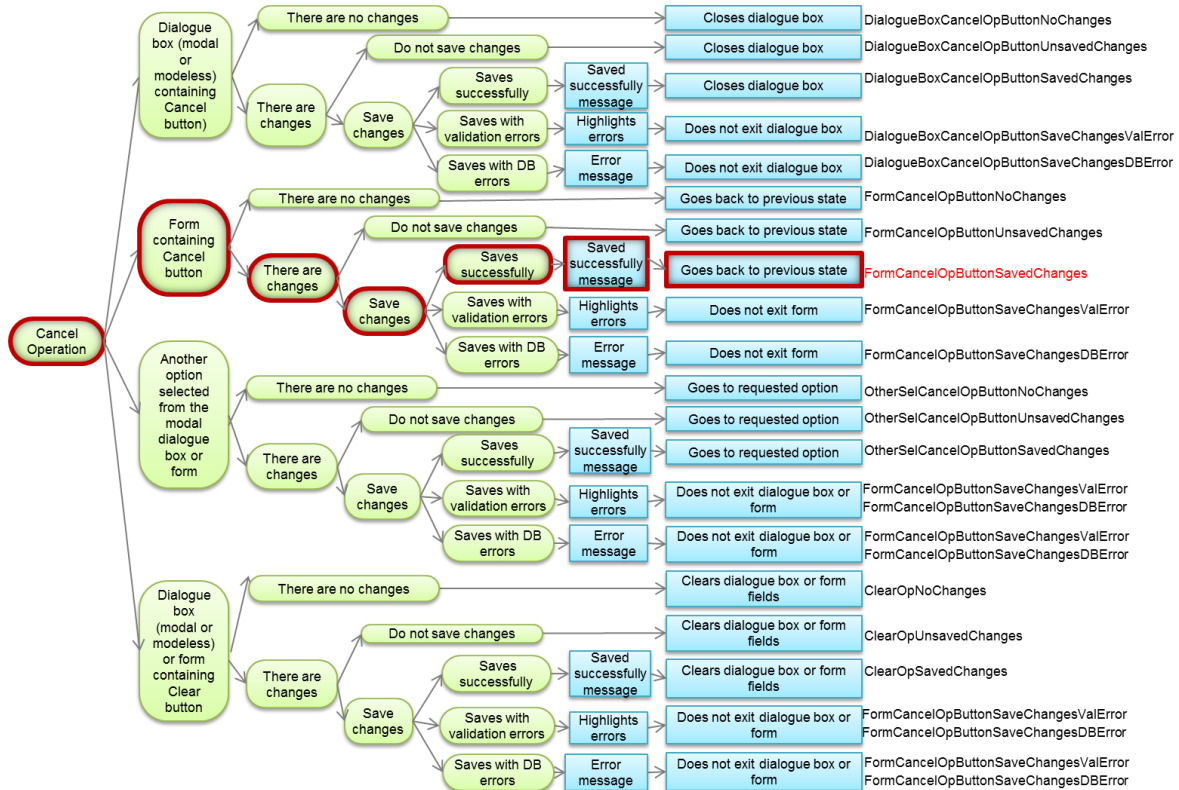 There are no changes
Closes dialogue box
DialogueBoxCancelOpButtonNoChanges
Dialogue
box (modal
or
modeless)
containing
Cancel
button)
Do not save changes
Closes dialogue box
DialogueBoxCancelOpButtonUnsavedChanges
There are
changes
Save
changes
Saves
successfully
Saved
successfully
message
Closes dialogue box
DialogueBoxCancelOpButtonSavedChanges
Saves with
validation errors
Highlights
errors
Does not exit dialogue box
DialogueBoxCancelOpButtonSaveChangesValError
Saves with DB
errors
Error
message
Does not exit dialogue box
DialogueBoxCancelOpButtonSaveChangesDBError
There are no changes
Goes back to previous state
FormCancelOpButtonNoChanges
Form
containing
Cancel
button
Do not save changes
Goes back to previous state
FormCancelOpButtonUnsavedChanges
There are
changes
Save
changes
Saves
successfully
Saved
successfully
message
Goes back to previous state
FormCancelOpButtonSavedChanges
Saves with
validation errors
Highlights
errors
Does not exit form
FormCancelOpButtonSaveChangesValError
Saves with DB
errors
Error
message
Does not exit form
FormCancelOpButtonSaveChangesDBError
Cancel
Operation
Another
option
selected
from the
modal
dialogue
box or
form
There are no changes
Goes to requested option
OtherSelCancelOpButtonNoChanges
Do not save changes
Goes to requested option
OtherSelCancelOpButtonUnsavedChanges
There are
changes
Save
changes
Saves
successfully
Saved
successfully
message
Goes to requested option
OtherSelCancelOpButtonSavedChanges
Saves with
validation errors
Highlights
errors
Does not exit dialogue box or
form
FormCancelOpButtonSaveChangesValError
FormCancelOpButtonSaveChangesDBError
Saves with DB
errors
Error
message
Does not exit dialogue box or
form
FormCancelOpButtonSaveChangesValError
FormCancelOpButtonSaveChangesDBError
Dialogue
box
(modal or
modeless)
or form
containing
Clear
button
There are no changes
Clears dialogue box or form
fields
ClearOpNoChanges
Do not save changes
Clears dialogue box or form
fields
ClearOpUnsavedChanges
There are
changes
Save
changes
Saves
successfully
Saved
successfully
message
Clears dialogue box or form
fields
ClearOpSavedChanges
Saves with
validation errors
Highlights
errors
Does not exit dialogue box or
form
FormCancelOpButtonSaveChangesValError
FormCancelOpButtonSaveChangesDBError
Saves with DB
errors
Error
message
Does not exit dialogue box or
form
FormCancelOpButtonSaveChangesValError
FormCancelOpButtonSaveChangesDBError